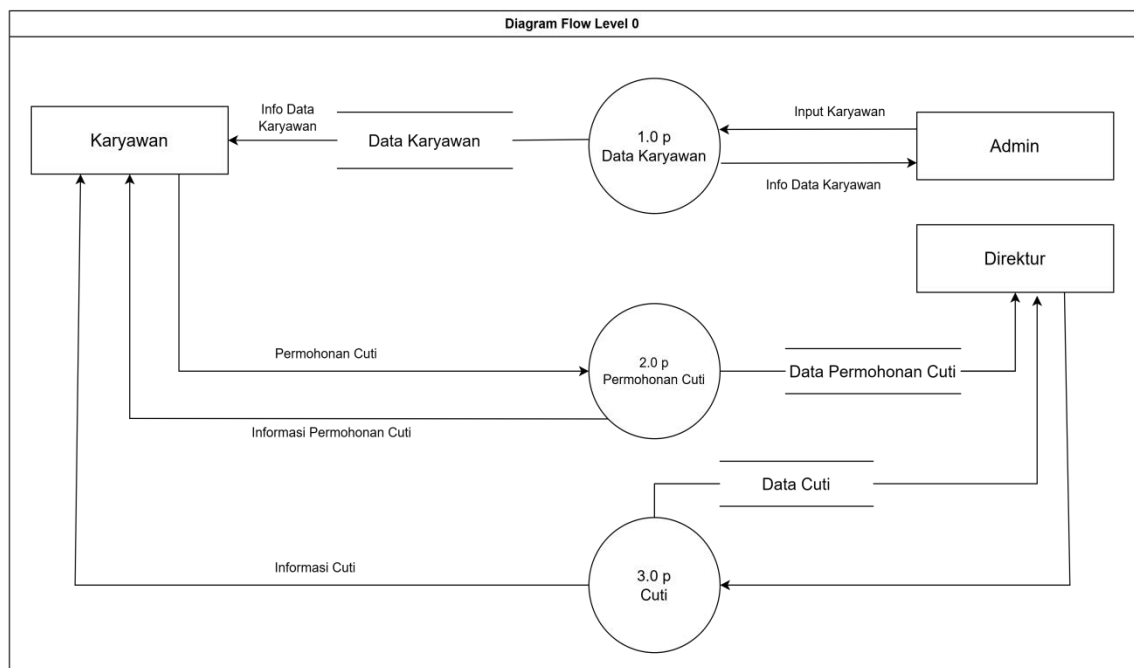 Diagram Flow Level 0
Karyawan
Info Data
Karyawan
Data Karyawan
1.0 p
Data Karyawan
Input Karyawan
Info Data Karyawan
Admin
Direktur
Permohonan Cuti
2.0 p
Permohonan Cuti
Data Permohonan Cuti
Informasi Permohonan Cuti
Data Cuti
Informasi Cuti
3.0 p
Cuti